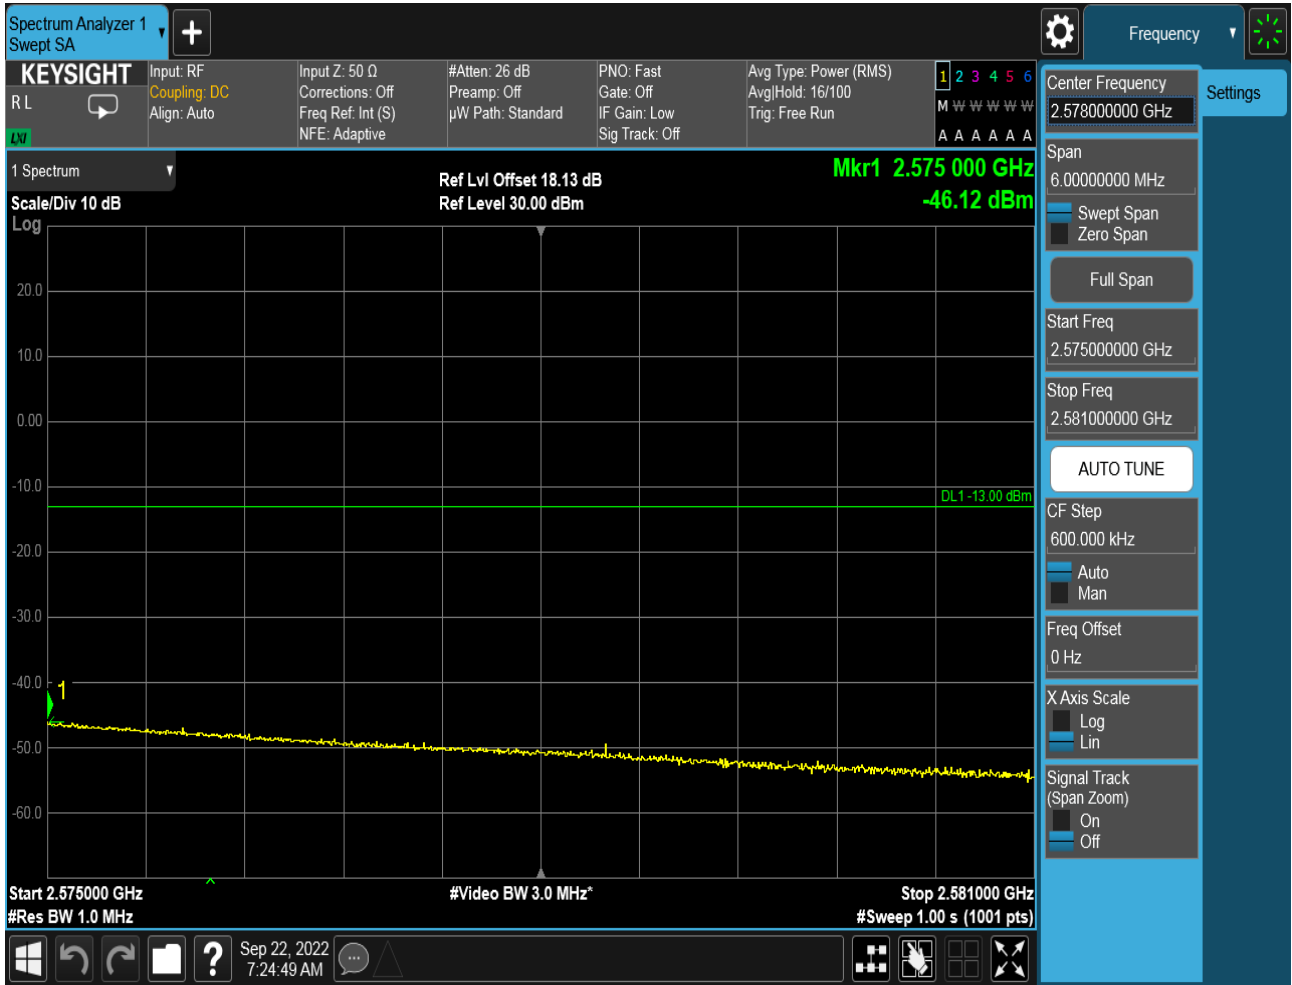 Spectrum Analyzer 1
Swept SA
Frequency
KEYSIGHT
R L
LXI
Input: RF
Coupling: DC
Align: Auto
Input Z: 50 Ω
Corrections: Off
Freq Ref: Int (S)
NFE: Adaptive
#Atten: 26 dB
Preamp: Off
µW Path: Standard
PNO: Fast
Gate: Off
IF Gain: Low
Sig Track: Off
Avg Type: Power (RMS)
Avg|Hold: 16/100
Trig: Free Run
1 2 3 4 5 6
M W W W W W
A A A A A A
1 Spectrum
Scale/Div 10 dB
Log
Ref Lvl Offset 18.13 dB
Ref Level 30.00 dBm
Mkr1 2.575 000 GHz
-46.12 dBm
20.0
10.0
0.00
-10.0
-20.0
-30.0
-40.0
-50.0
-60.0
DL1 -13.00 dBm
1
Start 2.575000 GHz
#Res BW 1.0 MHz
#Video BW 3.0 MHz*
Stop 2.581000 GHz
#Sweep 1.00 s (1001 pts)
Center Frequency
2.578000000 GHz
Settings
Span
6.00000000 MHz
Swept Span
Zero Span
Full Span
Start Freq
2.575000000 GHz
Stop Freq
2.581000000 GHz
AUTO TUNE
CF Step
600.000 kHz
Auto
Man
Freq Offset
0 Hz
X Axis Scale
Log
Lin
Signal Track
(Span Zoom)
On
Off
?
Sep 22, 2022
7:24:49 AM